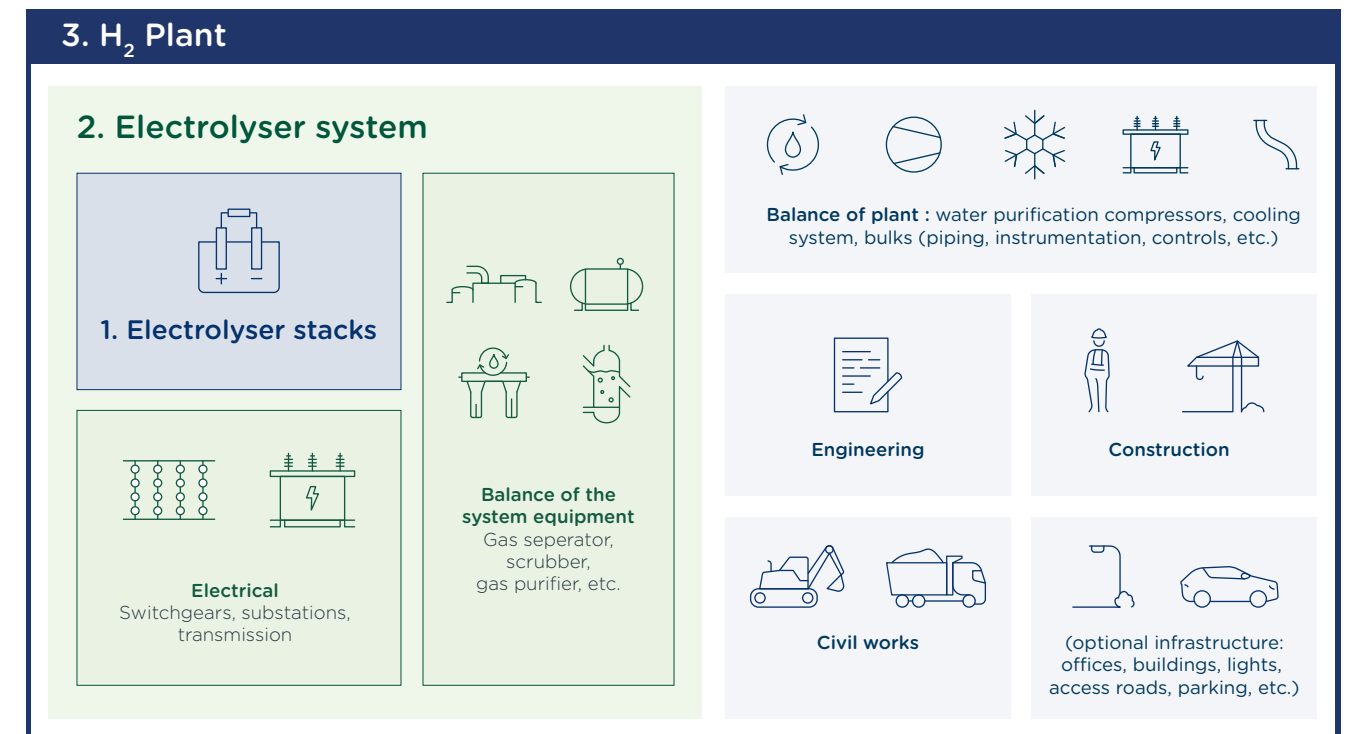 3. H2 Plant
2. Electrolyser system
+ −
1. Electrolyser stacks
Electrical
Switchgears, substations,
transmission
Balance of the
system equipment
Gas seperator,
scrubber,
gas purifier, etc.
Balance of plant : water purification compressors, cooling
system, bulks (piping, instrumentation, controls, etc.)
Engineering
Construction
Civil works
(optional infrastructure:
offices, buildings, lights,
access roads, parking, etc.)